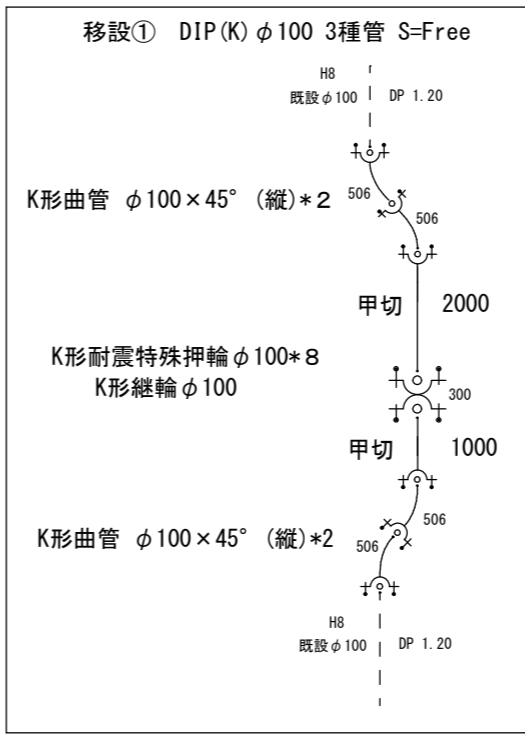 移設① DIP(K)φ100 3種管 S=Free
H8
既設φ100 DP 1.20
K形曲管 φ100×45° (縦)*2 506
506
甲切 2000
K形耐震特殊押輪φ100*8
K形継輪φ100 300
甲切 1000
506
K形曲管 φ100×45° (縦)*2 506
H8
既設φ100 DP 1.20